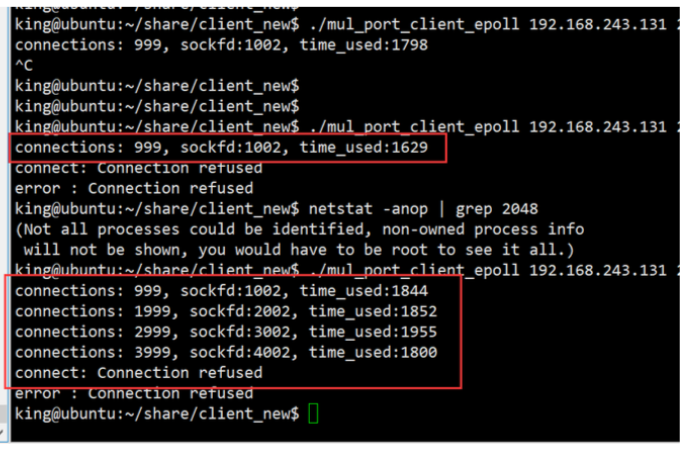 king@ubuntu:~/share/client_new$ ./mul_port_client_epoll 192.168.243.131 2
connections: 999, sockfd:1002, time_used:1798
^C
king@ubuntu:~/share/client_new$
king@ubuntu:~/share/client_new$
king@ubuntu:~/share/client_new$ ./mul_port_client_epoll 192.168.243.131 2
connections: 999, sockfd:1002, time_used:1629
connect: Connection refused
error : Connection refused
king@ubuntu:~/share/client_new$ netstat -anop | grep 2048
(Not all processes could be identified, non-owned process info
 will not be shown, you would have to be root to see it all.)
king@ubuntu:~/share/client_new$ ./mul_port_client_epoll 192.168.243.131 2
connections: 999, sockfd:1002, time_used:1844
connections: 1999, sockfd:2002, time_used:1852
connections: 2999, sockfd:3002, time_used:1955
connections: 3999, sockfd:4002, time_used:1800
connect: Connection refused
error : Connection refused
king@ubuntu:~/share/client_new$